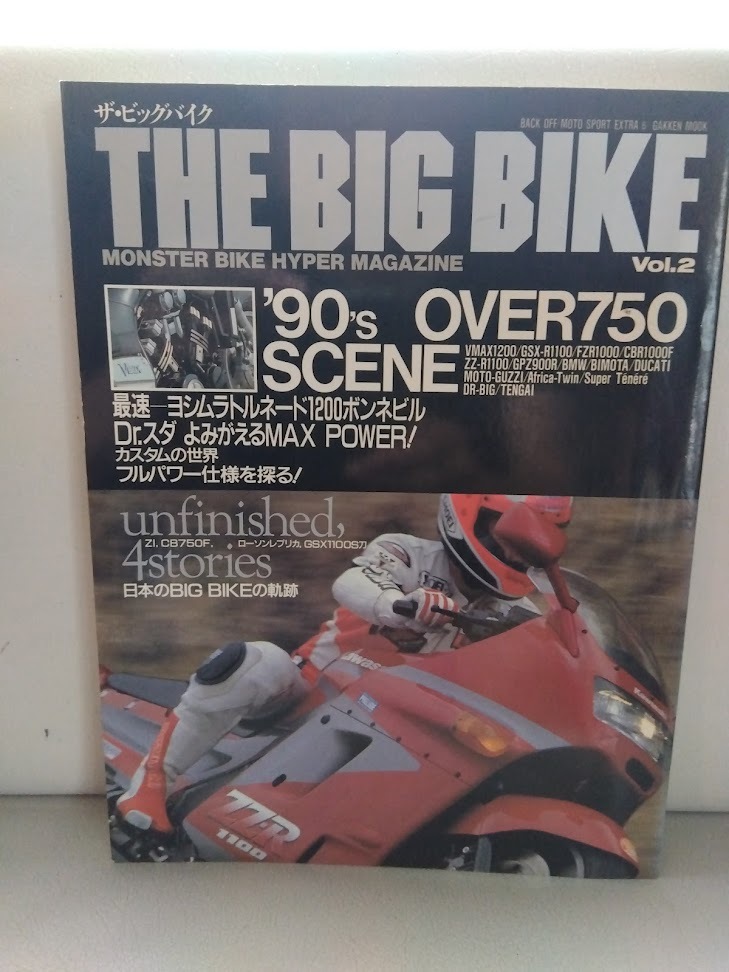 ザ・ビッグバイク
BACK OFF MOTO SPORT EXTRA 5 GAKKEN MOOK
THE BIG BIKE
MONSTER BIKE HYPER MAGAZINE
Vol.2
'90's OVER750
SCENE
VMAX1200/GSX-R1100/FZR1000/CBR1000F
ZZ-R1100/GPZ900R/BMW/BIMOTA/DUCATI
MOTO-GUZZI/Africa-Twin/Super Ténéré
DR-BIG/TENGAI
最速―ヨシムラトルネード1200ボンネビル
Dr.スダ よみがえるMAX POWER!
カスタムの世界
フルパワー仕様を探る!
unfinished,
Z1, CB750F, ローソンレプリカ, GSX1100S刀
4stories
日本のBIG BIKEの軌跡
Kawasaki
ZZR
1100